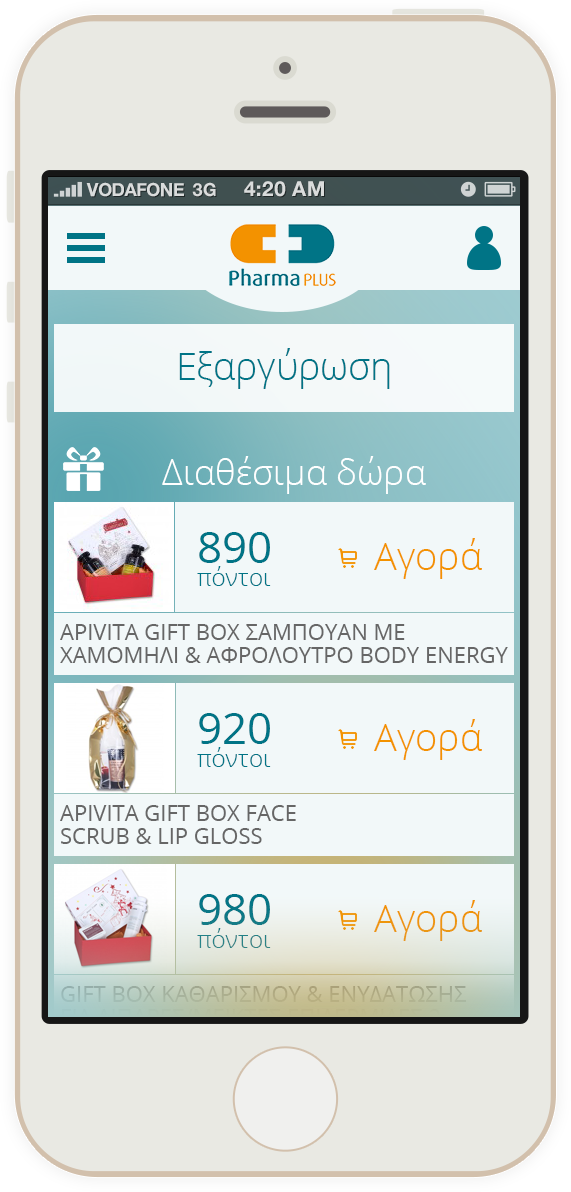 VODAFONE 3G 4:20 AM
Pharma PLUS
Εξαργύρωση
Διαθέσιμα δώρα
890
πόντοι
Αγορά
APIVITA GIFT BOX ΣΑΜΠΟΥΑΝ ΜΕ
ΧΑΜΟΜΗΛΙ & ΑΦΡΟΛΟΥΤΡΟ BODY ENERGY
920
πόντοι
Αγορά
APIVITA GIFT BOX FACE
SCRUB & LIP GLOSS
980
πόντοι
Αγορά
GIFT BOX ΚΑΘΑΡΙΣΜΟΥ & ΕΝΥΔΑΤΩΣΗΣ